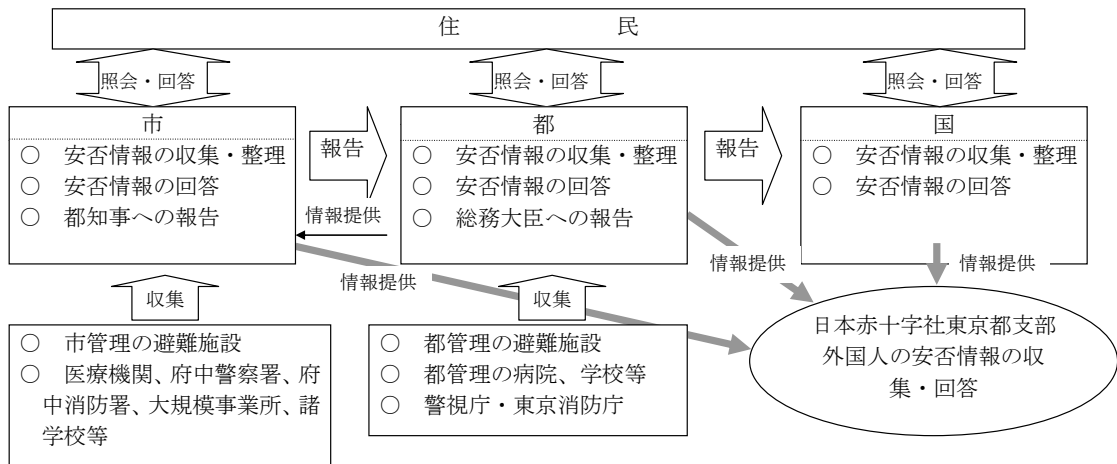 住　　　　　　民
照会・回答
照会・回答
照会・回答
市
○　安否情報の収集・整理
○　安否情報の回答
○　都知事への報告
報告
都
○　安否情報の収集・整理
○　安否情報の回答
○　総務大臣への報告
報告
国
○　安否情報の収集・整理
○　安否情報の回答
情報提供
情報提供
情報提供
情報提供
収集
収集
○　市管理の避難施設
○　医療機関、府中警察署、府
中消防署、大規模事業所、諸
学校等
○　都管理の避難施設
○　都管理の病院、学校等
○　警視庁・東京消防庁
日本赤十字社東京都支部
外国人の安否情報の収
集・回答